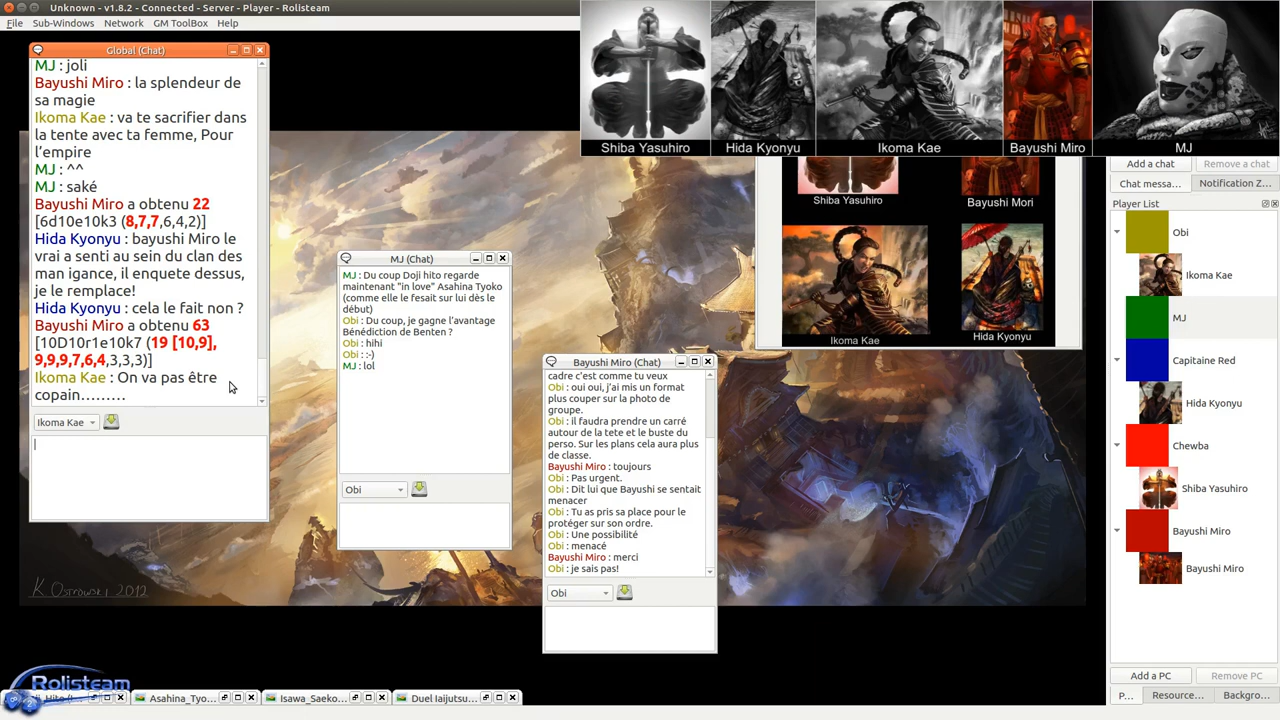 Unknown - v1.8.2 - Connected - Server - Player - Rolisteam
File Sub-Windows Network GM ToolBox Help
Global (Chat)
MJ : joli
Bayushi Miro : la splendeur de
sa magie
Ikoma Kae : va te sacrifier dans
la tente avec ta femme, Pour
l'empire
MJ : ^^
MJ : saké
Bayushi Miro a obtenu 22
[6d10e10k3 (8,7,7,6,4,2)]
Hida Kyonyu : bayushi Miro le
vrai a senti au sein du clan des
man igance, il enquete dessus,
je le remplace!
Hida Kyonyu : cela le fait non ?
Bayushi Miro a obtenu 63
[10D10r1e10k7 (19 [10,9],
9,9,9,7,6,4,3,3,3)]
Ikoma Kae : On va pas être
copain.........
Ikoma Kae
MJ (Chat)
MJ : Du coup Doji hito regarde
maintenant "in love" Asahina Tyoko
(comme elle le fesait sur lui dès le
début)
Obi : Du coup, je gagne l'avantage
Bénédiction de Benten ?
Obi : hihi
Obi : :-)
MJ : lol
Obi
Bayushi Miro (Chat)
cadre c'est comme tu veux
Obi : oui oui, j'ai mis un format
plus couper sur la photo de
groupe.
Obi : il faudra prendre un carré
autour de la tete et le buste du
perso. Sur les plans cela aura plus
de classe.
Bayushi Miro : toujours
Obi : Pas urgent.
Obi : Dit lui que Bayushi se sentait
menacer
Obi : Tu as pris sa place pour le
protéger sur son ordre.
Obi : Une possibilité
Obi : menacé
Bayushi Miro : merci
Obi : je sais pas!
Obi
Shiba Yasuhiro Hida Kyonyu Ikoma Kae Bayushi Miro MJ
Shiba Yasuhiro Bayushi Mori
Ikoma Kae Hida Kyonyu
Add a chat Remove a chat
Chat messa... Notification Z...
Player List
Obi
Ikoma Kae
MJ
Capitaine Red
Hida Kyonyu
Chewba
Shiba Yasuhiro
Bayushi Miro
Bayushi Miro
Add a PC Remove PC
P... Resource... Backgro...
K Ostrowski 2012
Rolisteam
Asahina_Tyo... Isawa_Saeko... Duel Iaijutsu...